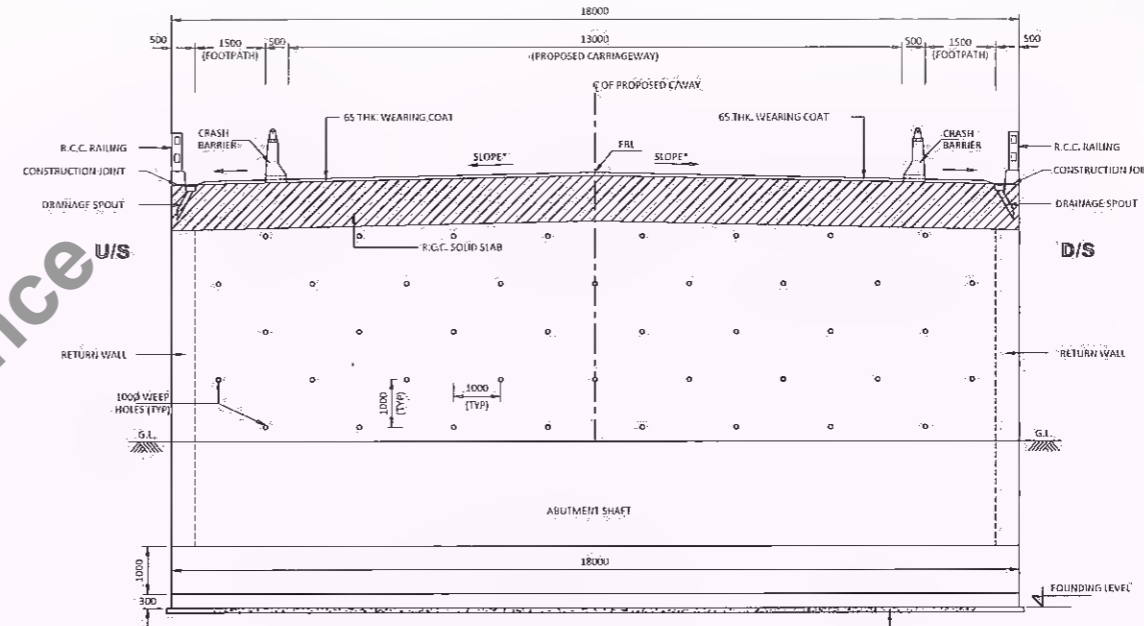 18000
500
1500
(FOOTPATH)
500
13000
(PROPOSED CARRIAGEWAY)
500
1500
(FOOTPATH)
500
℄ OF PROPOSED C/WAY
65 THK. WEARING COAT
65 THK. WEARING COAT
CRASH
BARRIER
CRASH
BARRIER
R.C.C. RAILING
R.C.C. RAILING
FRL
SLOPE*
SLOPE*
CONSTRUCTION JOINT
CONSTRUCTION JOI
DRAINAGE SPOUT
DRAINAGE SPOUT
U/S
D/S
R.C.C. SOLID SLAB
RETURN WALL
RETURN WALL
100Ø WEEP
HOLES (TYP)
1000
(TYP)
1000
(TYP)
G.L.
G.L.
ABUTMENT SHAFT
1000
18000
300
FOUNDING LEVEL